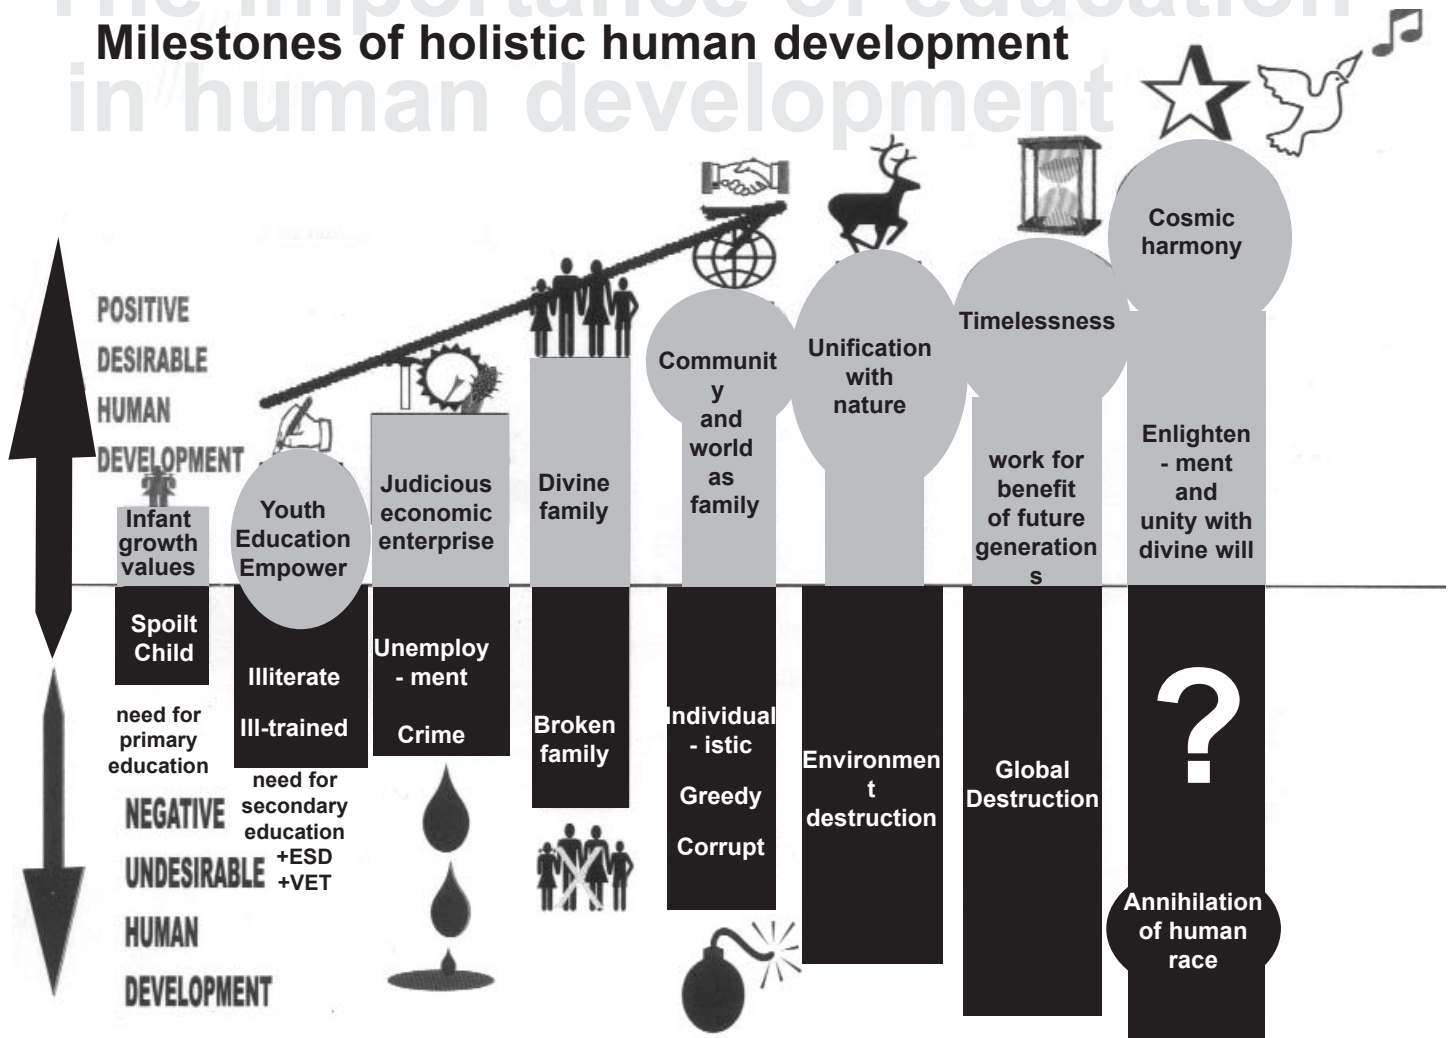 The importance of education
Milestones of holistic human development
in human development
POSITIVE
DESIRABLE
HUMAN
DEVELOPMENT
Infant
growth
values
Youth
Education
Empower
Judicious
economic
enterprise
Divine
family
Communit
y
and
world
as
family
Unification
with
nature
Timelessness
work for
benefit
of future
generation
s
Cosmic
harmony
Enlighten
- ment
and
unity with
divine will
Spoilt
Child
need for
primary
education
Illiterate
Ill-trained
need for
secondary
education
+ESD
+VET
Unemploy
- ment
Crime
Broken
family
Individual
- istic
Greedy
Corrupt
Environmen
t
destruction
Global
Destruction
?
Annihilation
of human
race
NEGATIVE
UNDESIRABLE
HUMAN
DEVELOPMENT